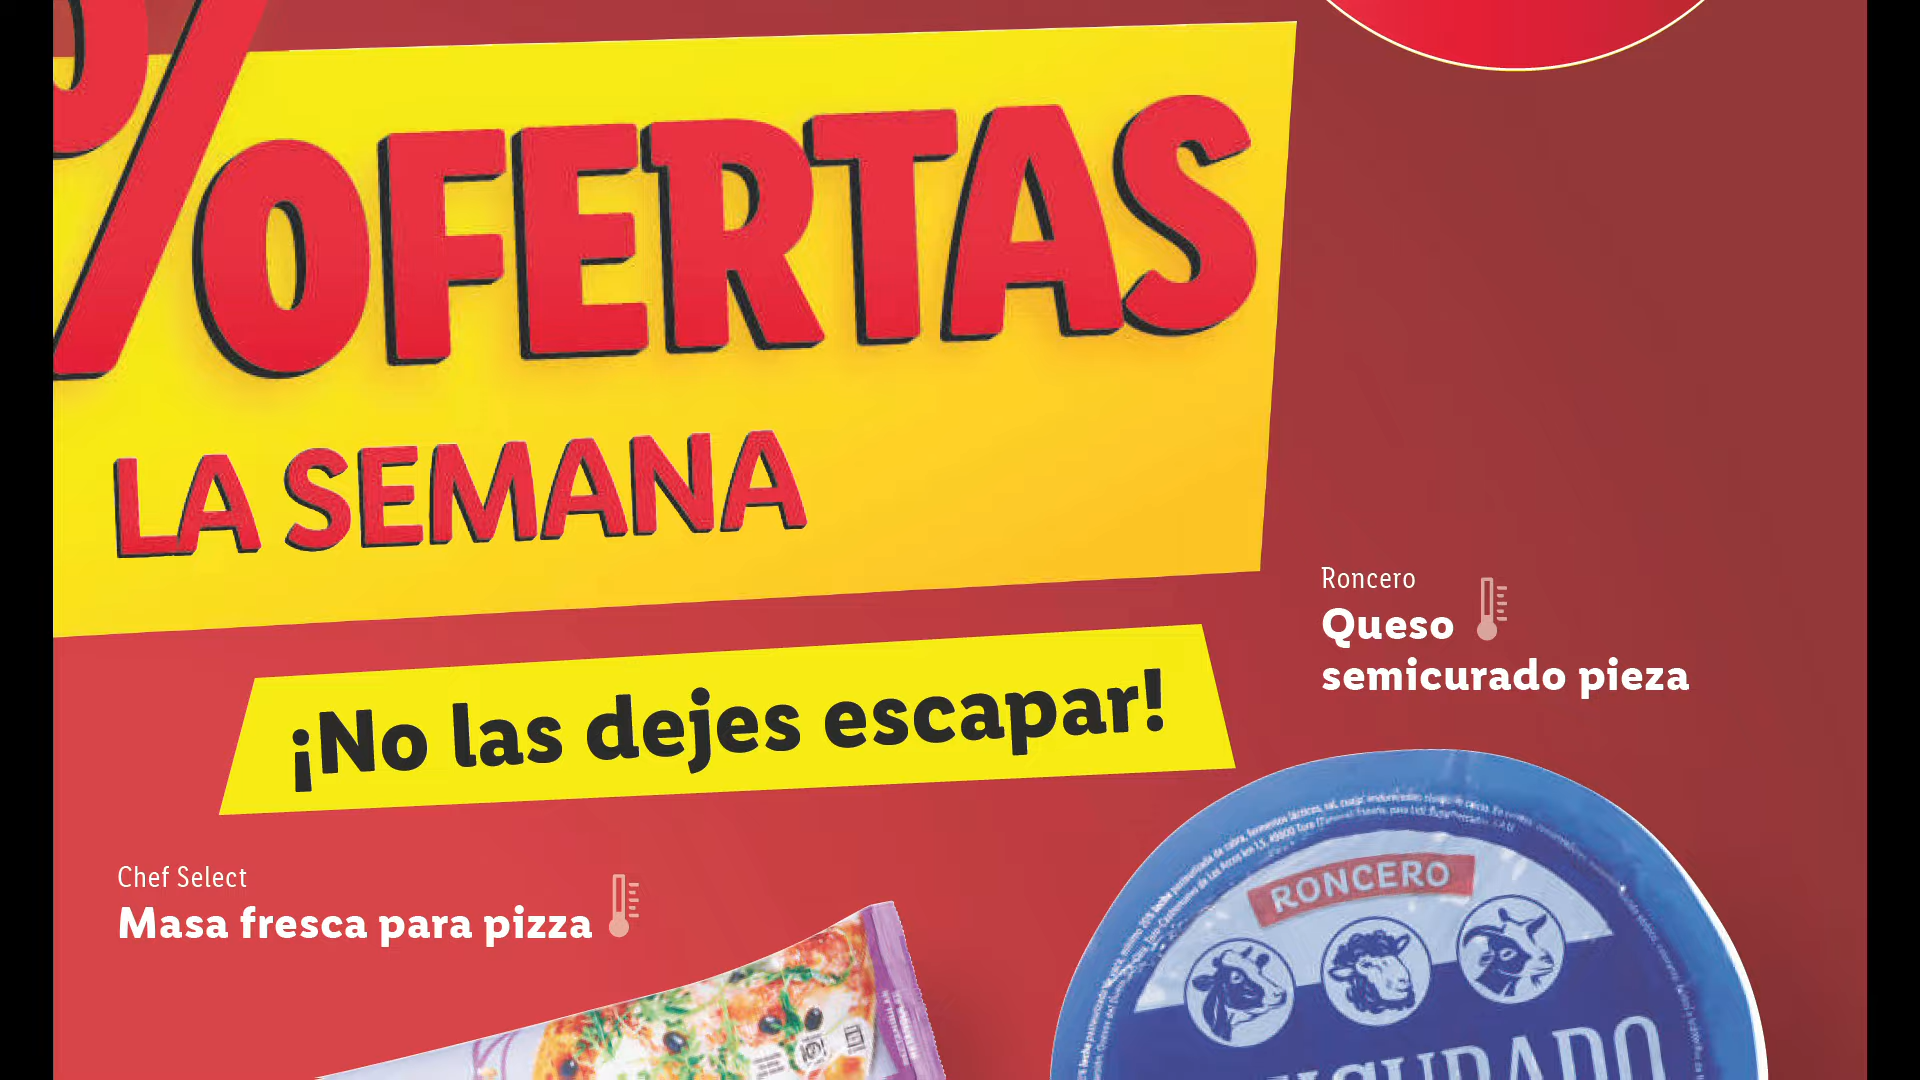 %OFERTAS
LA SEMANA
¡No las dejes escapar!
Roncero
Queso
semicurado pieza
Chef Select
Masa fresca para pizza
RONCERO